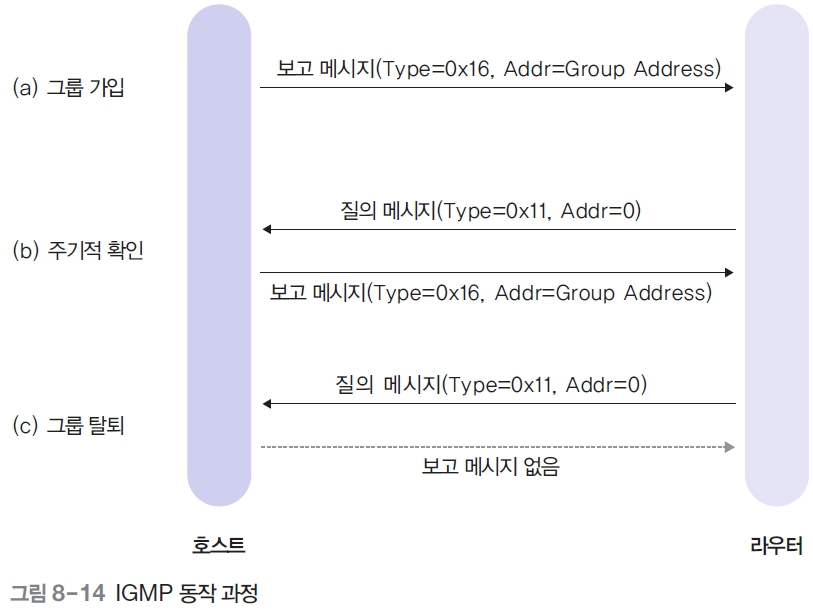 (a) 그룹 가입
보고 메시지(Type=0x16, Addr=Group Address)
(b) 주기적 확인
질의 메시지(Type=0x11, Addr=0)
보고 메시지(Type=0x16, Addr=Group Address)
(c) 그룹 탈퇴
질의 메시지(Type=0x11, Addr=0)
보고 메시지 없음
호스트
라우터
그림 8-14 IGMP 동작 과정